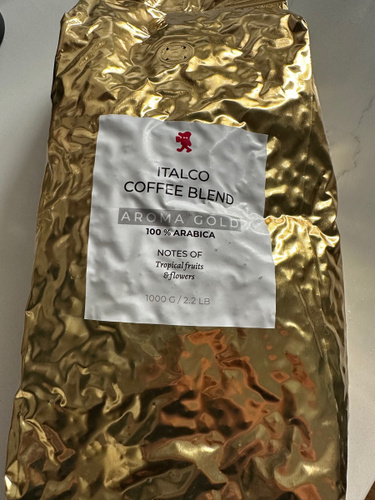 ITALCO
COFFEE BLEND
AROMA GOLD
100 % ARABICA
NOTES OF
Tropical fruits
& flowers
1000 G / 2.2 LB